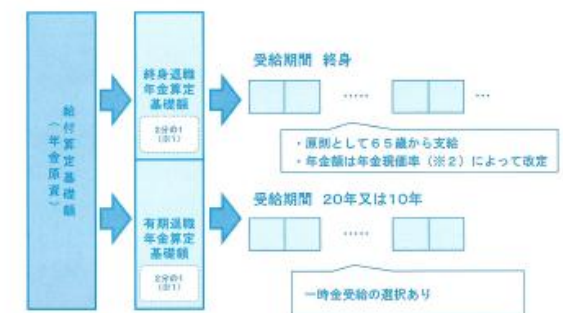 給付算定基礎額
（年金原資）
終身退職
年金算定
基礎額
2分の1
（※1）
受給期間 終身
・・・・・
・・・
・原則として65歳から支給
・年金額は年金現価率（※2）によって改定
有期退職
年金算定
基礎額
2分の1
（※1）
受給期間 20年又は10年
・・・・・
一時金受給の選択あり